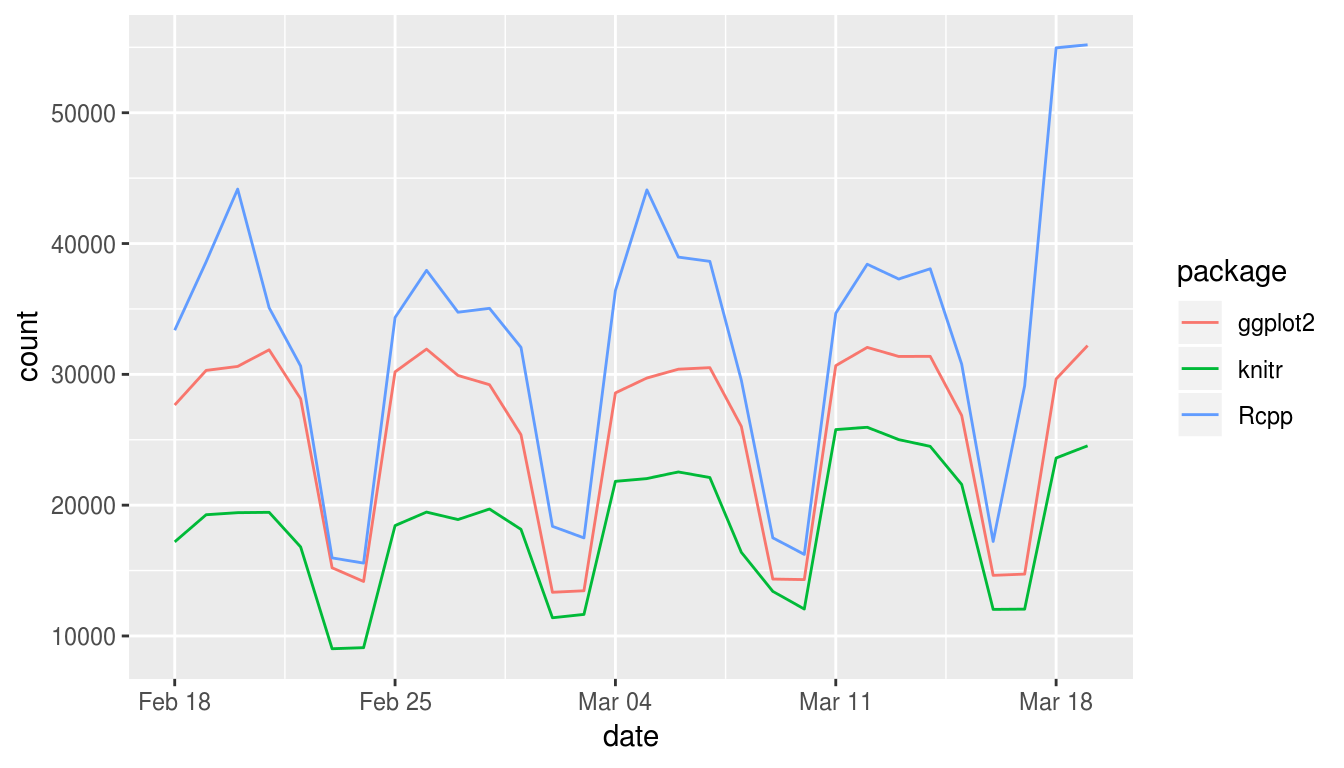 50000
40000
30000
20000
10000
count
Feb 18
Feb 25
Mar 04
Mar 11
Mar 18
date
package
ggplot2
knitr
Rcpp